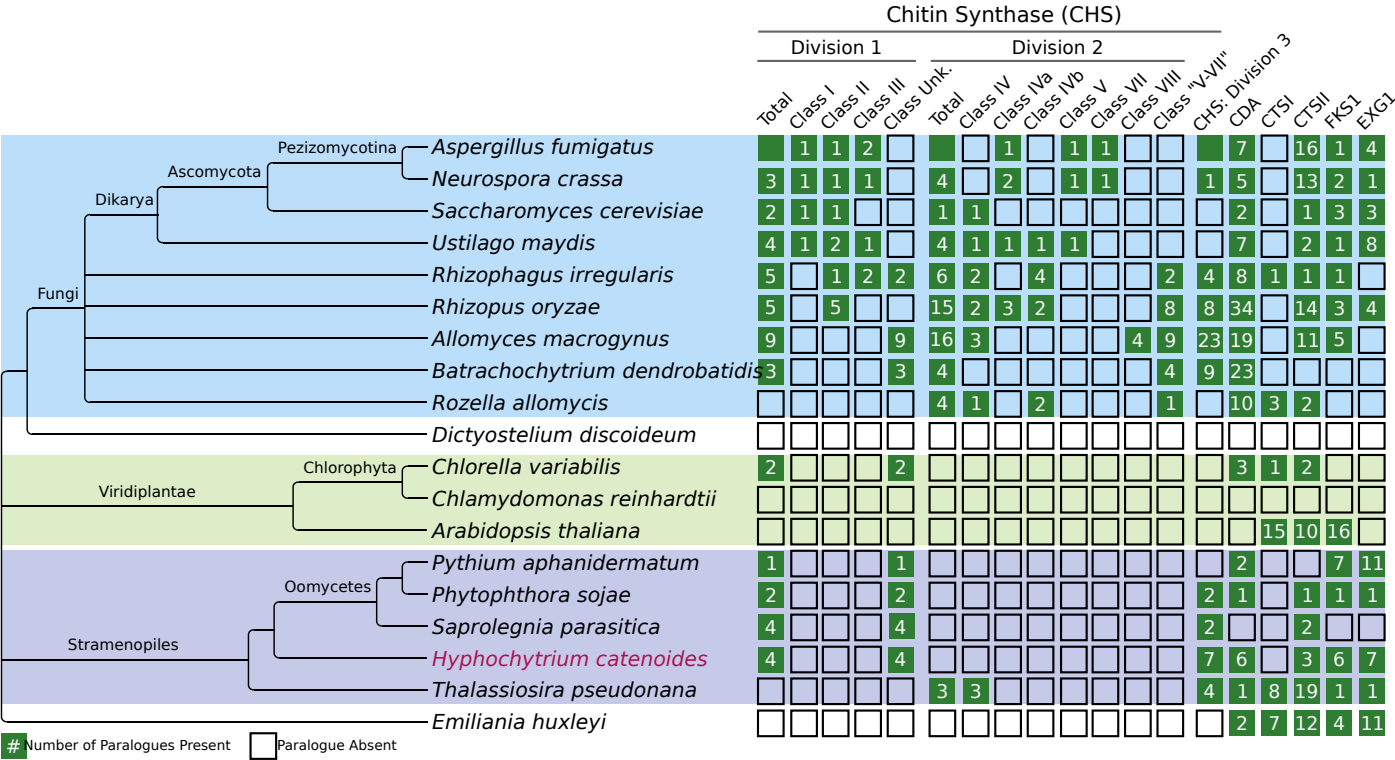 Chitin Synthase (CHS)
Division 1 Division 2
Total Class I Class II Class III Class Unk. Total Class IV Class IVa Class IVb Class V Class VII Class VIII Class "V-VII" CHS: Division 3 CDA CTSI CTSII FKS1 EXG1
Pezizomycotina Aspergillus fumigatus 1 1 2 1 1 1 7 16 1 4
Ascomycota
Neurospora crassa 3 1 1 1 4 2 1 1 1 5 13 2 1
Dikarya
Saccharomyces cerevisiae 2 1 1 1 1 2 1 3 3
Ustilago maydis 4 1 2 1 4 1 1 1 1 7 2 1 8
Rhizophagus irregularis 5 1 2 2 6 2 4 2 4 8 1 1 1
Fungi
Rhizopus oryzae 5 5 15 2 3 2 8 8 34 14 3 4
Allomyces macrogynus 9 9 16 3 4 9 23 19 11 5
Batrachochytrium dendrobatidis 3 3 4 4 9 23
Rozella allomycis 4 1 2 1 10 3 2
Dictyostelium discoideum
Chlorophyta Chlorella variabilis 2 2 3 1 2
Viridiplantae
Chlamydomonas reinhardtii
Arabidopsis thaliana 15 10 16
Pythium aphanidermatum 1 1 2 7 11
Oomycetes
Phytophthora sojae 2 2 2 1 1 1 1
Saprolegnia parasitica 4 4 2 2
Stramenopiles
Hyphochytrium catenoides 4 4 7 6 3 6 7
Thalassiosira pseudonana 3 3 4 1 8 19 1 1
Emiliania huxleyi 2 7 12 4 11
# Number of Paralogues Present Paralogue Absent